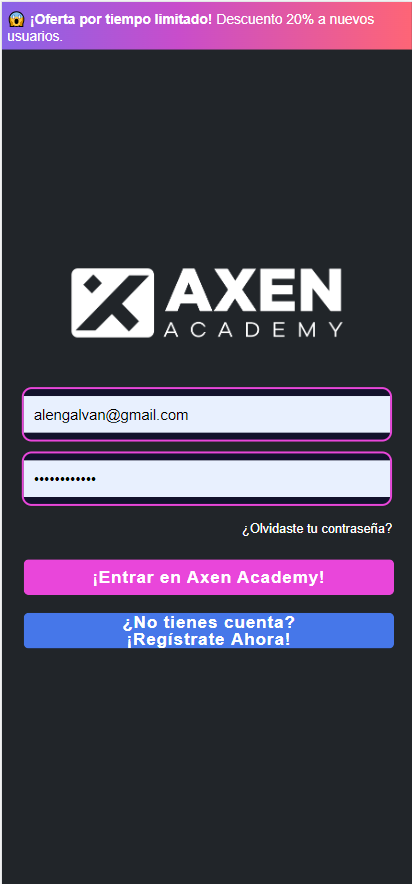 😱 ¡Oferta por tiempo limitado! Descuento 20% a nuevos
usuarios.
AXEN
ACADEMY
alengalvan@gmail.com
••••••••••••
¿Olvidaste tu contraseña?
¡Entrar en Axen Academy!
¿No tienes cuenta?
¡Regístrate Ahora!